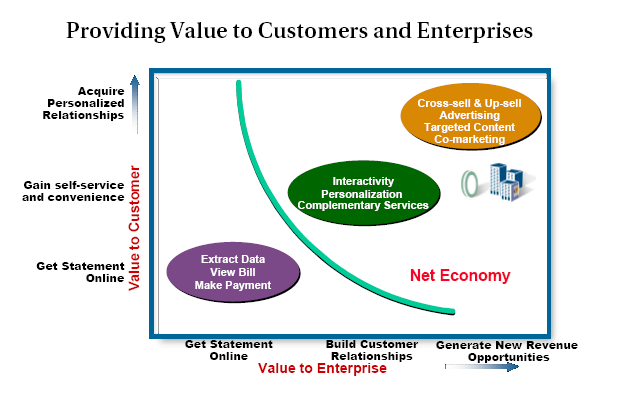 Providing Value to Customers and Enterprises
Acquire
Personalized
Relationships
Gain self-service
and convenience
Get Statement
Online
Value to Customer
Cross-sell & Up-sell
Advertising
Targeted Content
Co-marketing
Interactivity
Personalization
Complementary Services
Extract Data
View Bill
Make Payment
Net Economy
Get Statement
Online
Build Customer
Relationships
Generate New Revenue
Opportunities
Value to Enterprise